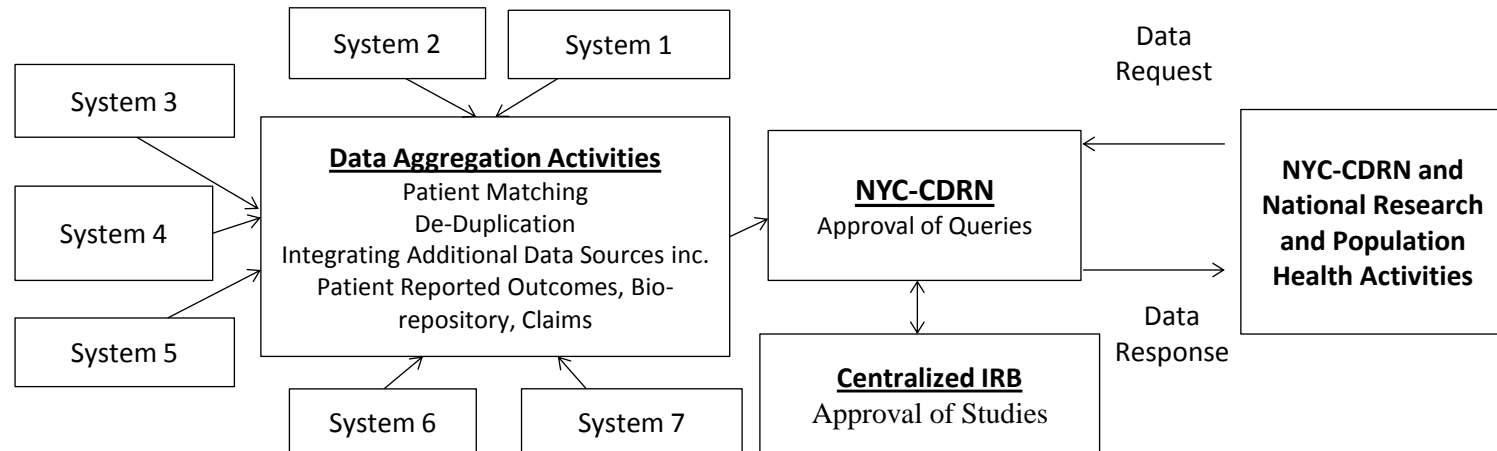 System 2
System 1
Data
Request
System 3
Data Aggregation Activities
Patient Matching
De-Duplication
Integrating Additional Data Sources inc.
Patient Reported Outcomes, Bio-
repository, Claims
NYC-CDRN
Approval of Queries
NYC-CDRN and
National Research
and Population
Health Activities
System 4
System 5
Data
Response
Centralized IRB
Approval of Studies
System 6
System 7